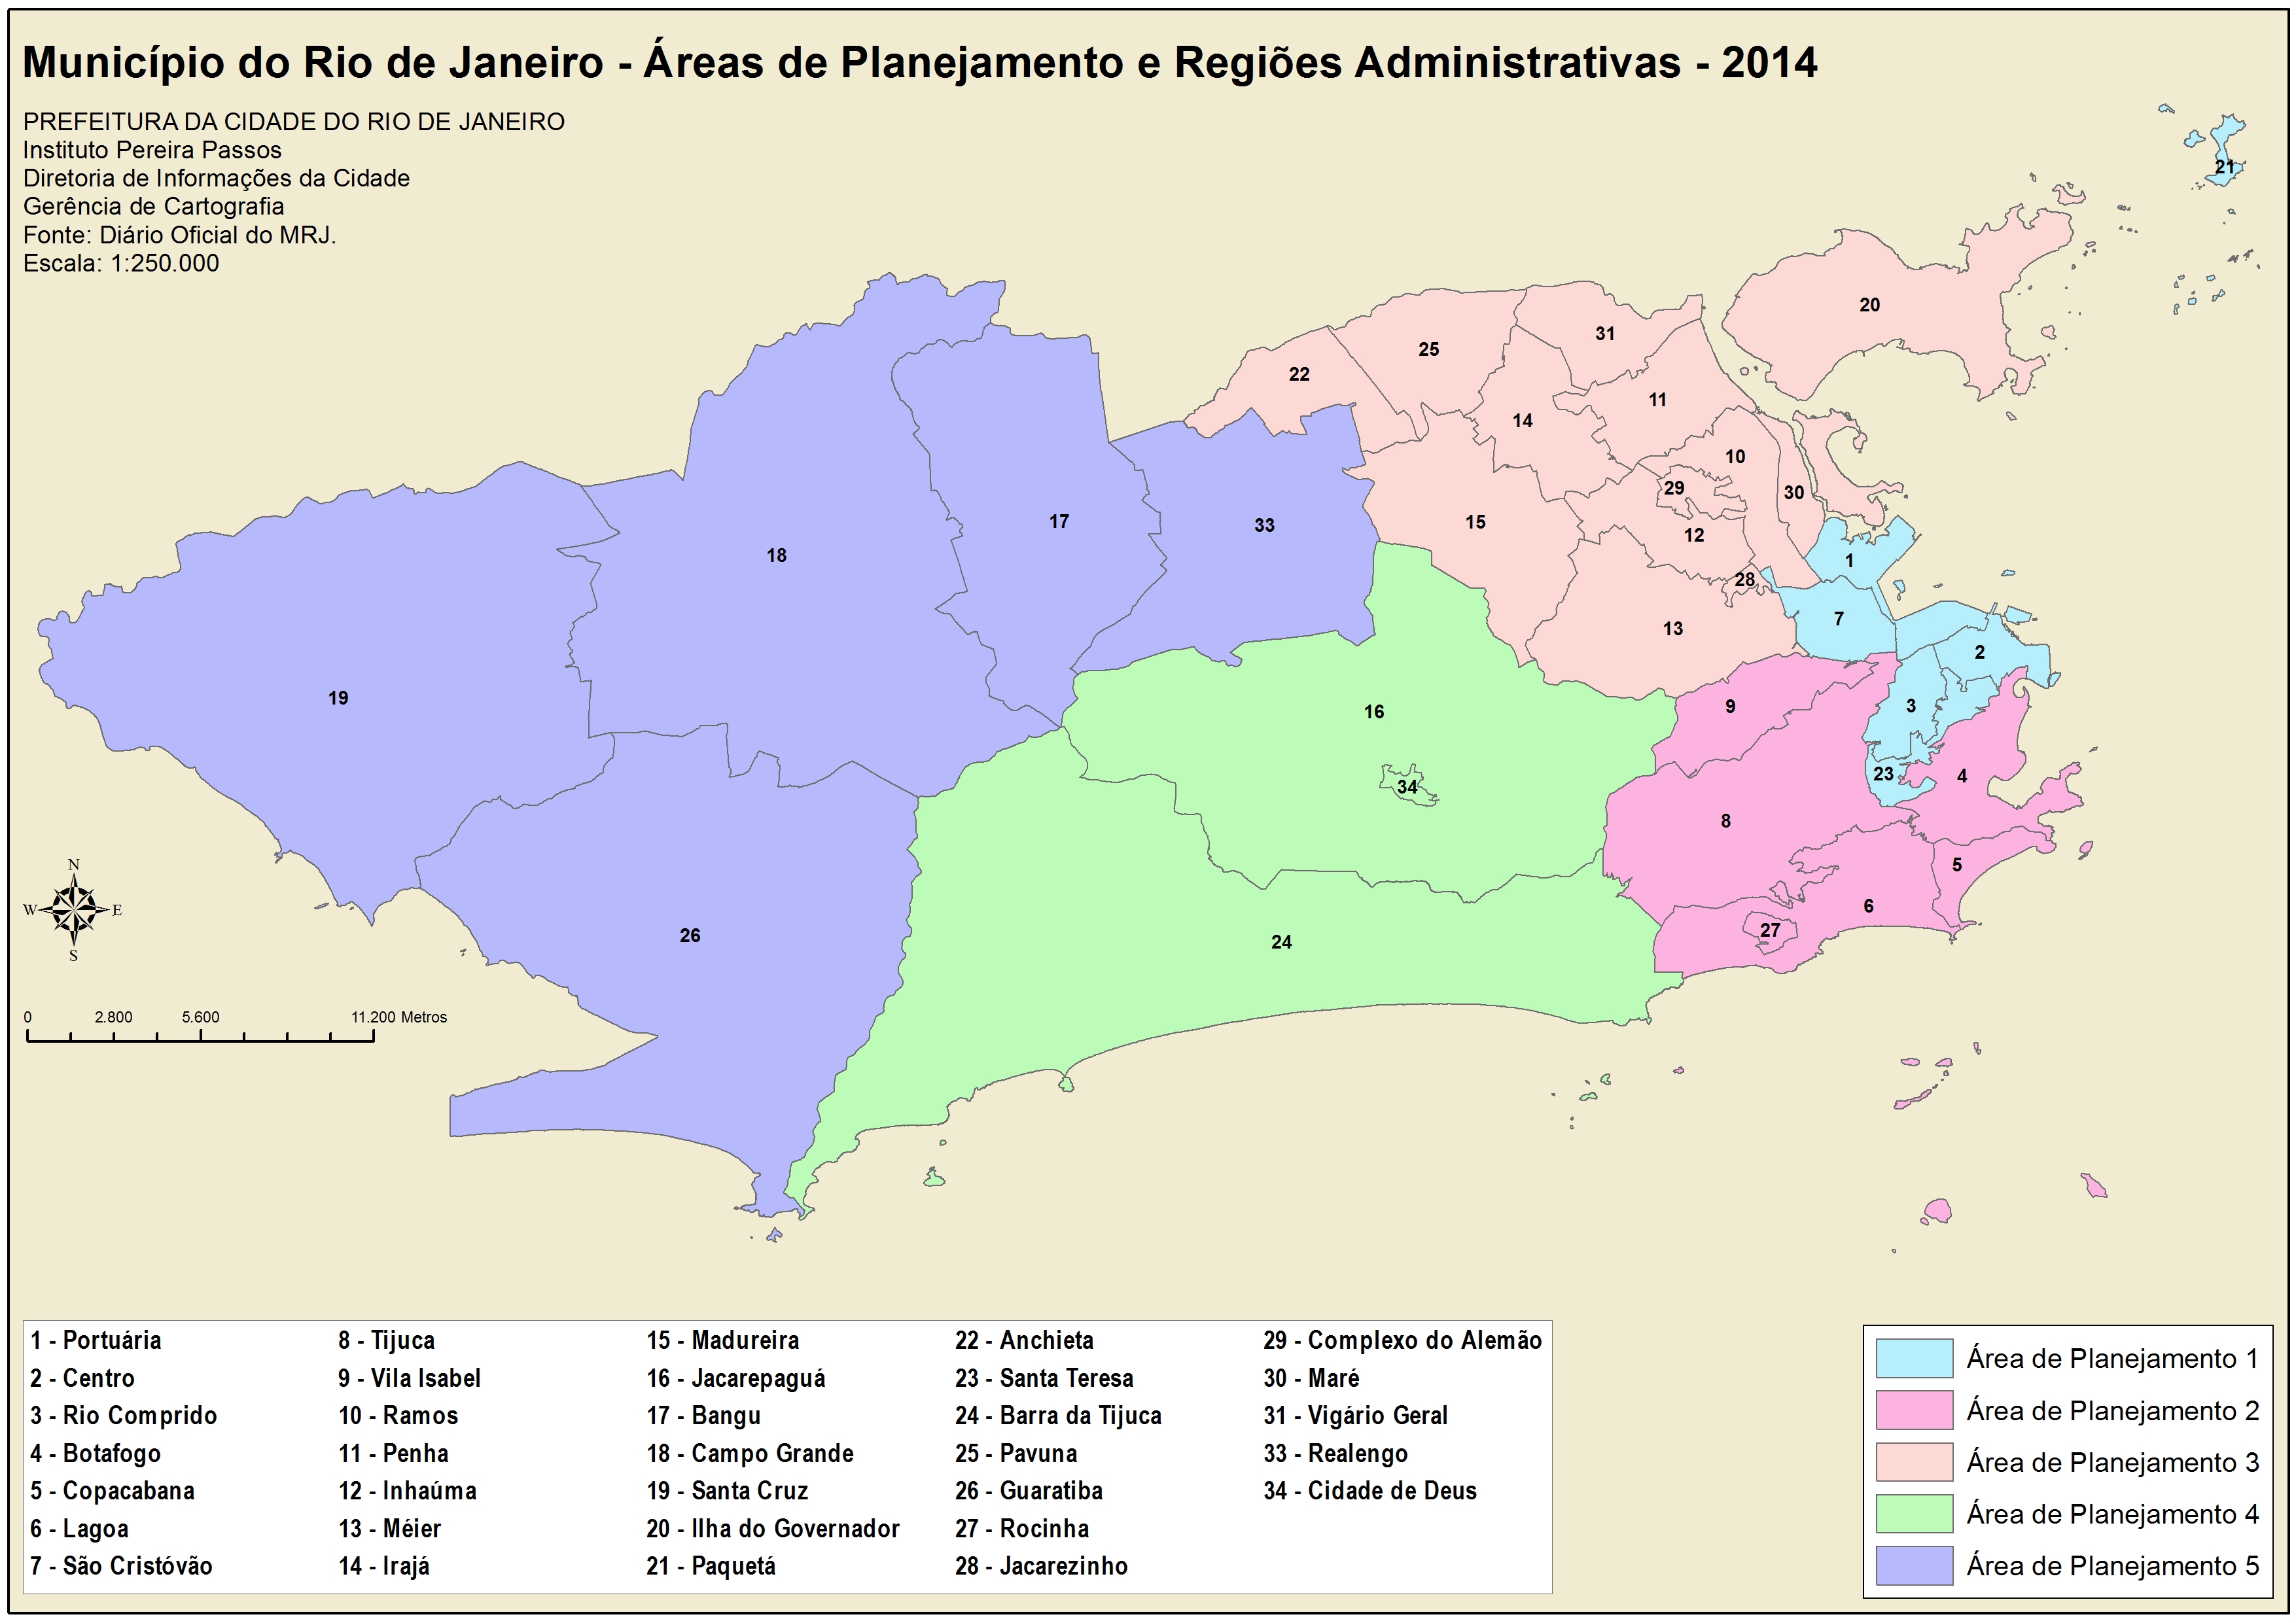 Município do Rio de Janeiro - Áreas de Planejamento e Regiões Administrativas - 2014
PREFEITURA DA CIDADE DO RIO DE JANEIRO
Instituto Pereira Passos
Diretoria de Informações da Cidade
Gerência de Cartografia
Fonte: Diário Oficial do MRJ.
Escala: 1:250.000
21
20
31
25
22
11
14
10
29
30
15
17
33
12
18
1
28
7
13
2
19
9
3
16
23
4
34
8
5
6
27
26
24
N
W E
S
0 2.800 5.600 11.200 Metros
1 - Portuária
2 - Centro
3 - Rio Comprido
4 - Botafogo
5 - Copacabana
6 - Lagoa
7 - São Cristóvão
8 - Tijuca
9 - Vila Isabel
10 - Ramos
11 - Penha
12 - Inhaúma
13 - Méier
14 - Irajá
15 - Madureira
16 - Jacarepaguá
17 - Bangu
18 - Campo Grande
19 - Santa Cruz
20 - Ilha do Governador
21 - Paquetá
22 - Anchieta
23 - Santa Teresa
24 - Barra da Tijuca
25 - Pavuna
26 - Guaratiba
27 - Rocinha
28 - Jacarezinho
29 - Complexo do Alemão
30 - Maré
31 - Vigário Geral
33 - Realengo
34 - Cidade de Deus
Área de Planejamento 1
Área de Planejamento 2
Área de Planejamento 3
Área de Planejamento 4
Área de Planejamento 5